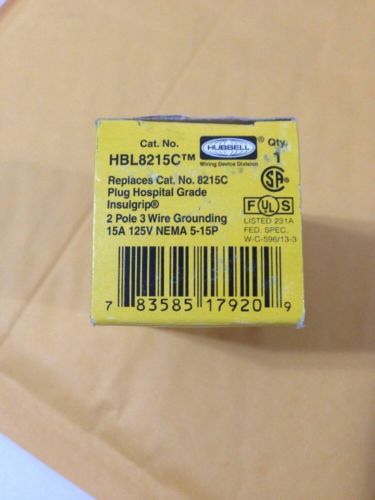 Cat. No.
HBL8215C™
HUBBELL®
Wiring Device Division
Qty.
1
Replaces Cat. No. 8215C
Plug Hospital Grade
Insulgrip®
2 Pole 3 Wire Grounding
15A 125V NEMA 5-15P
SA®
F UL S
LISTED 231A
FED. SPEC.
W-C-596/13-3
7 83585 17920 9